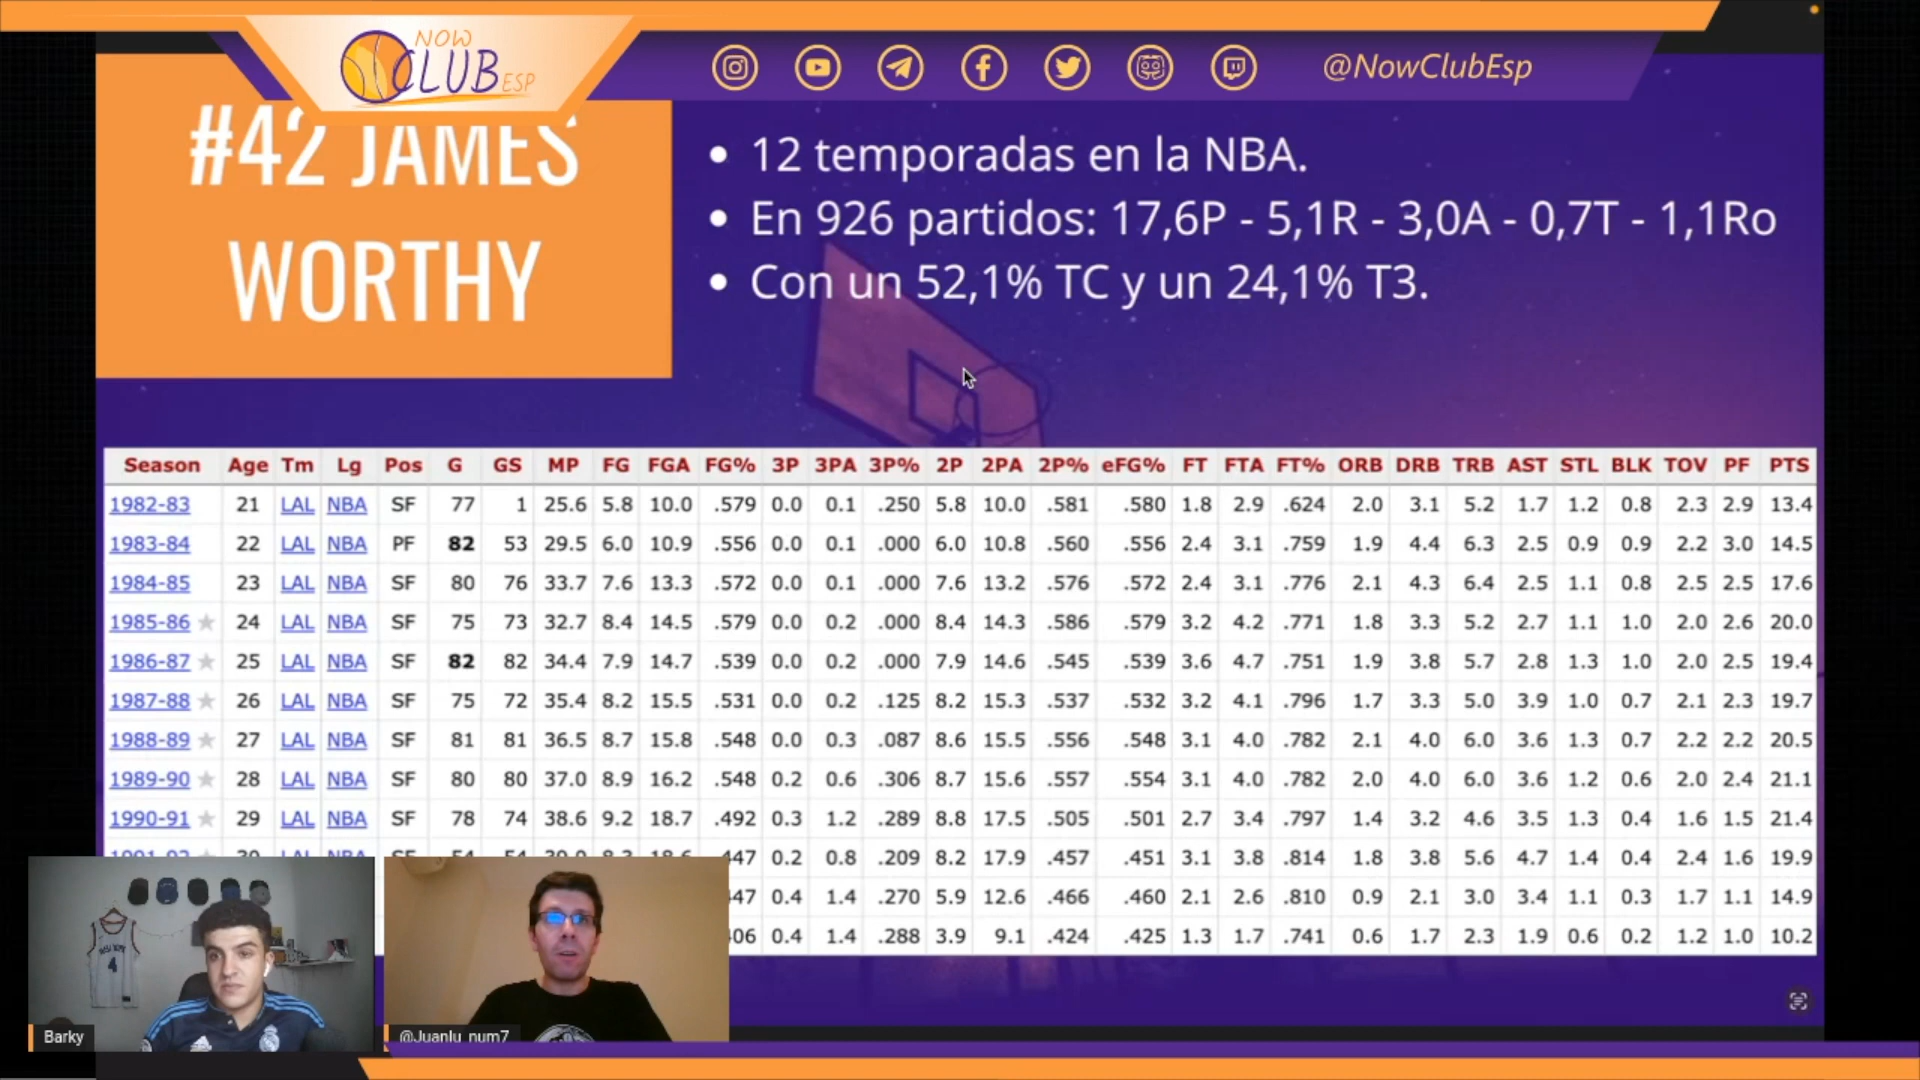 NOW
CLUB ESP
@NowClubEsp
#42 JAMES
WORTHY
• 12 temporadas en la NBA.
• En 926 partidos: 17,6P - 5,1R - 3,0A - 0,7T - 1,1Ro
• Con un 52,1% TC y un 24,1% T3.
Season Age Tm Lg Pos G GS MP FG FGA FG% 3P 3PA 3P% 2P 2PA 2P% eFG% FT FTA FT% ORB DRB TRB AST STL BLK TOV PF PTS
1982-83 21 LAL NBA SF 77 1 25.6 5.8 10.0 .579 0.0 0.1 .250 5.8 10.0 .581 .580 1.8 2.9 .624 2.0 3.1 5.2 1.7 1.2 0.8 2.3 2.9 13.4
1983-84 22 LAL NBA PF 82 53 29.5 6.0 10.9 .556 0.0 0.1 .000 6.0 10.8 .560 .556 2.4 3.1 .759 1.9 4.4 6.3 2.5 0.9 0.9 2.2 3.0 14.5
1984-85 23 LAL NBA SF 80 76 33.7 7.6 13.3 .572 0.0 0.1 .000 7.6 13.2 .576 .572 2.4 3.1 .776 2.1 4.3 6.4 2.5 1.1 0.8 2.5 2.5 17.6
1985-86 ★ 24 LAL NBA SF 75 73 32.7 8.4 14.5 .579 0.0 0.2 .000 8.4 14.3 .586 .579 3.2 4.2 .771 1.8 3.3 5.2 2.7 1.1 1.0 2.0 2.6 20.0
1986-87 ★ 25 LAL NBA SF 82 82 34.4 7.9 14.7 .539 0.0 0.2 .000 7.9 14.6 .545 .539 3.6 4.7 .751 1.9 3.8 5.7 2.8 1.3 1.0 2.0 2.5 19.4
1987-88 ★ 26 LAL NBA SF 75 72 35.4 8.2 15.5 .531 0.0 0.2 .125 8.2 15.3 .537 .532 3.2 4.1 .796 1.7 3.3 5.0 3.9 1.0 0.7 2.1 2.3 19.7
1988-89 ★ 27 LAL NBA SF 81 81 36.5 8.7 15.8 .548 0.0 0.3 .087 8.6 15.5 .556 .548 3.1 4.0 .782 2.1 4.0 6.0 3.6 1.3 0.7 2.2 2.2 20.5
1989-90 ★ 28 LAL NBA SF 80 80 37.0 8.9 16.2 .548 0.2 0.6 .306 8.7 15.6 .557 .554 3.1 4.0 .782 2.0 4.0 6.0 3.6 1.2 0.6 2.0 2.4 21.1
1990-91 ★ 29 LAL NBA SF 78 74 38.6 9.2 18.7 .492 0.3 1.2 .289 8.8 17.5 .505 .501 2.7 3.4 .797 1.4 3.2 4.6 3.5 1.3 0.4 1.6 1.5 21.4
0.2 0.8 .209 8.2 17.9 .457 .451 3.1 3.8 .814 1.8 3.8 5.6 4.7 1.4 0.4 2.4 1.6 19.9
0.4 1.4 .270 5.9 12.6 .466 .460 2.1 2.6 .810 0.9 2.1 3.0 3.4 1.1 0.3 1.7 1.1 14.9
0.4 1.4 .288 3.9 9.1 .424 .425 1.3 1.7 .741 0.6 1.7 2.3 1.9 0.6 0.2 1.2 1.0 10.2
4
Barky
@Juanlu_num7